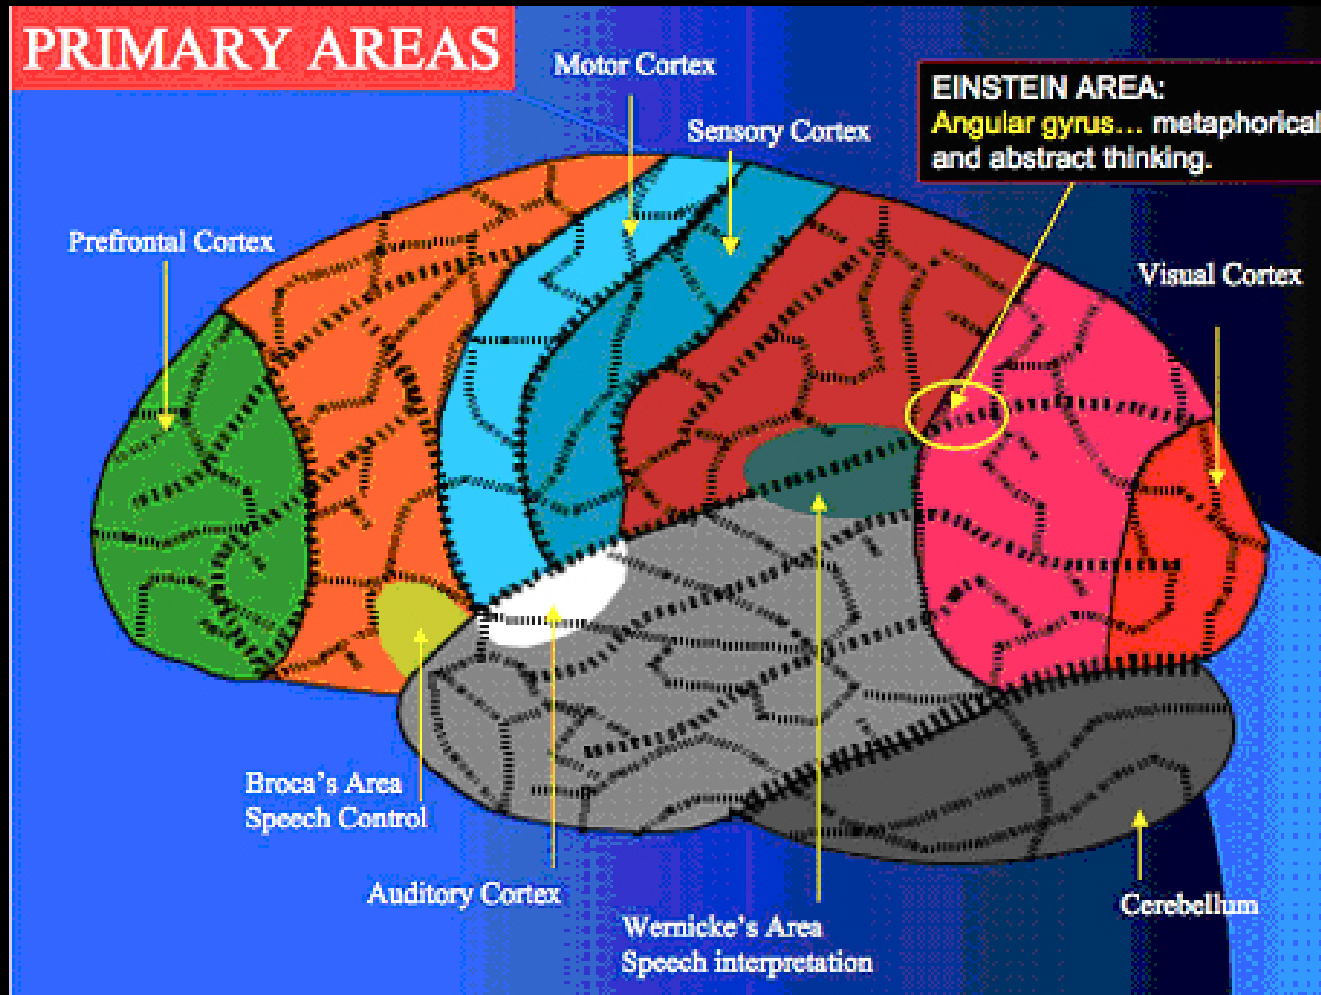 PRIMARY AREAS
Motor Cortex
EINSTEIN AREA:
Angular gyrus... metaphorical
and abstract thinking.
Sensory Cortex
Prefrontal Cortex
Visual Cortex
Broca's Area
Speech Control
Auditory Cortex
Wernicke's Area
Speech interpretation
Cerebellum